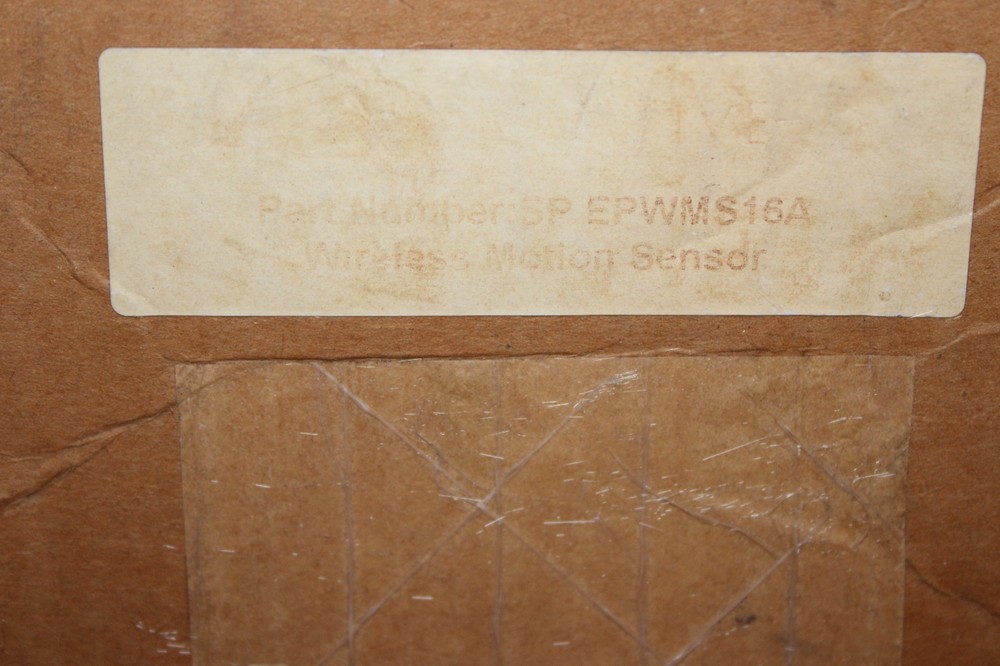 Part Number:SP EPWMS16A
Wireless Motion Sensor